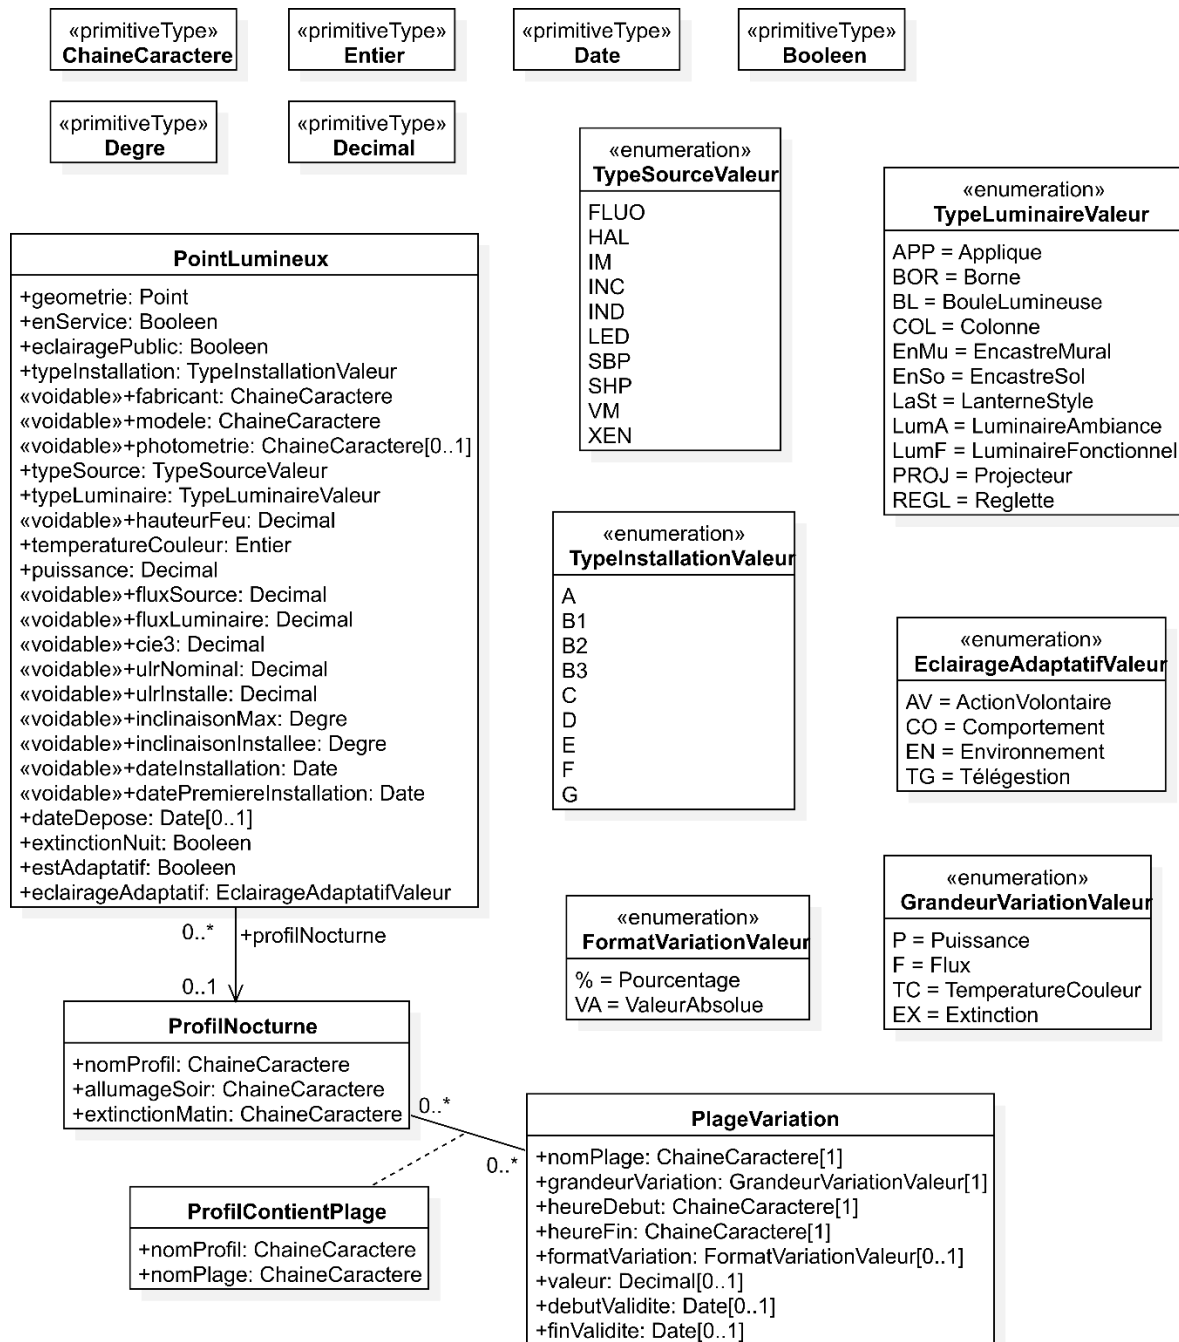 «primitiveType»
ChaineCaractere
«primitiveType»
Entier
«primitiveType»
Date
«primitiveType»
Booleen
«primitiveType»
Degre
«primitiveType»
Decimal
«enumeration»
TypeSourceValeur
FLUO
HAL
IM
INC
IND
LED
SBP
SHP
VM
XEN
«enumeration»
TypeLuminaireValeur
APP = Applique
BOR = Borne
BL = BouleLumineuse
COL = Colonne
EnMu = EncastreMural
EnSo = EncastreSol
LaSt = LanterneStyle
LumA = LuminaireAmbiance
LumF = LuminaireFonctionnel
PROJ = Projecteur
REGL = Reglette
PointLumineux
+geometrie: Point
+enService: Booleen
+eclairagePublic: Booleen
+typeInstallation: TypeInstallationValeur
«voidable»+fabricant: ChaineCaractere
«voidable»+modele: ChaineCaractere
«voidable»+photometrie: ChaineCaractere[0..1]
+typeSource: TypeSourceValeur
+typeLuminaire: TypeLuminaireValeur
«voidable»+hauteurFeu: Decimal
+temperatureCouleur: Entier
+puissance: Decimal
«voidable»+fluxSource: Decimal
«voidable»+fluxLuminaire: Decimal
«voidable»+cie3: Decimal
«voidable»+ulrNominal: Decimal
«voidable»+ulrInstalle: Decimal
«voidable»+inclinaisonMax: Degre
«voidable»+inclinaisonInstallee: Degre
«voidable»+dateInstallation: Date
«voidable»+datePremiereInstallation: Date
+dateDepose: Date[0..1]
+extinctionNuit: Booleen
+estAdaptatif: Booleen
+eclairageAdaptatif: EclairageAdaptatifValeur
«enumeration»
TypeInstallationValeur
A
B1
B2
B3
C
D
E
F
G
«enumeration»
EclairageAdaptatifValeur
AV = ActionVolontaire
CO = Comportement
EN = Environnement
TG = Télégestion
«enumeration»
FormatVariationValeur
% = Pourcentage
VA = ValeurAbsolue
«enumeration»
GrandeurVariationValeur
P = Puissance
F = Flux
TC = TemperatureCouleur
EX = Extinction
0..*
+profilNocturne
0..1
ProfilNocturne
+nomProfil: ChaineCaractere
+allumageSoir: ChaineCaractere
+extinctionMatin: ChaineCaractere
0..*
0..*
ProfilContientPlage
+nomProfil: ChaineCaractere
+nomPlage: ChaineCaractere
PlageVariation
+nomPlage: ChaineCaractere[1]
+grandeurVariation: GrandeurVariationValeur[1]
+heureDebut: ChaineCaractere[1]
+heureFin: ChaineCaractere[1]
+formatVariation: FormatVariationValeur[0..1]
+valeur: Decimal[0..1]
+debutValidite: Date[0..1]
+finValidite: Date[0..1]